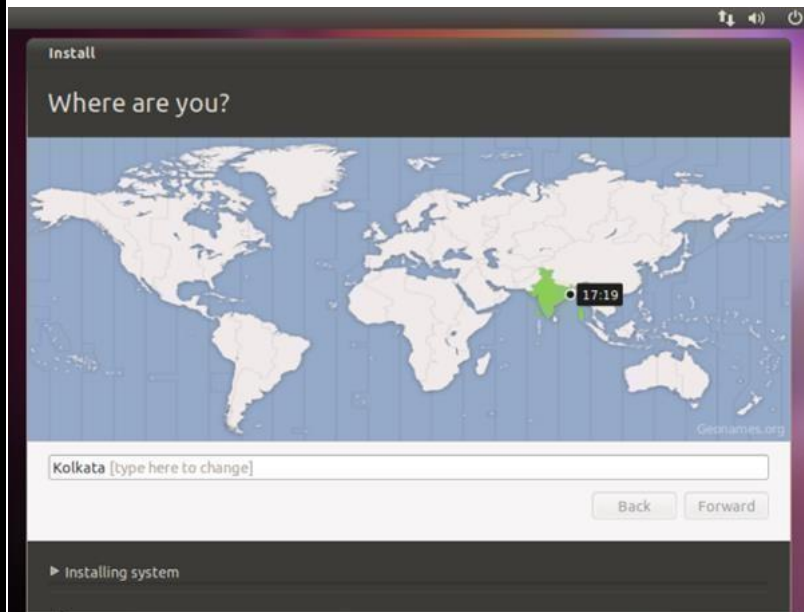 Install
Where are you?
17:19
Geonames.org
Kolkata [type here to change]
Back Forward
Installing system